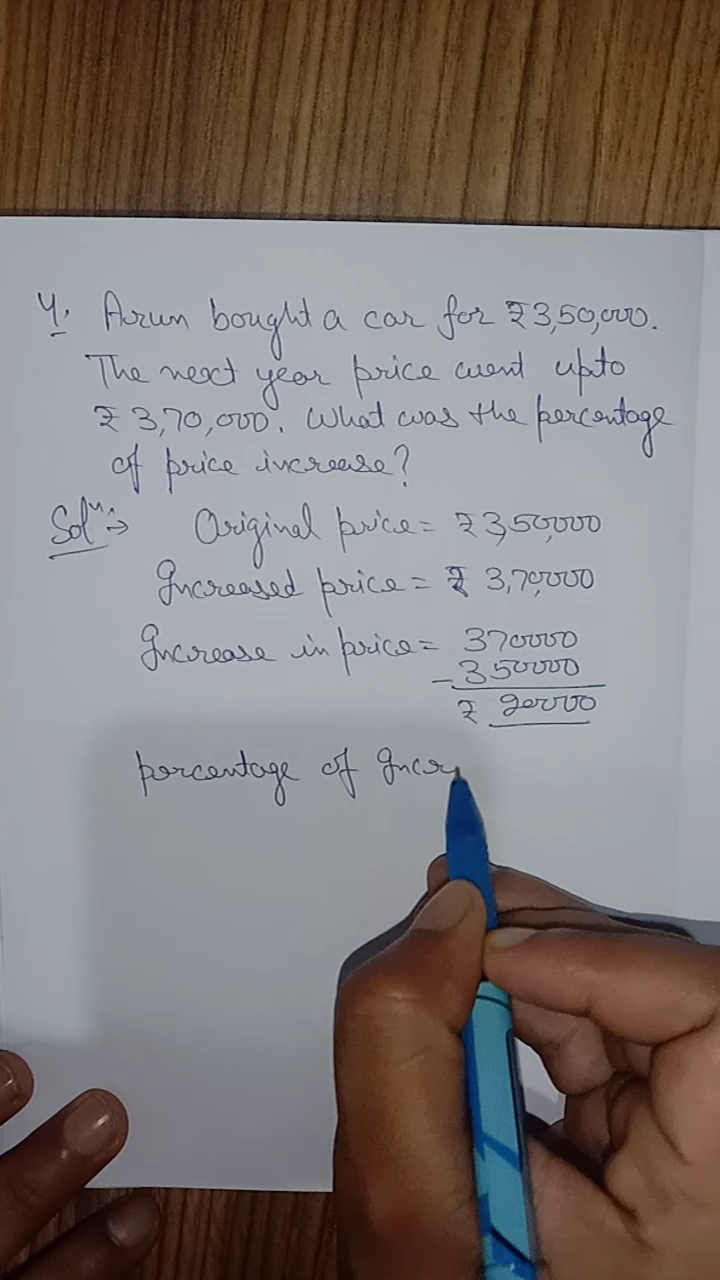 4. Arun bought a car for ₹3,50,000.
The next year price went upto
₹ 3,70,000. What was the percentage
of price increase?
Solⁿ:→ Original price = ₹3,50,000
Increased price = ₹ 3,70,000
Increase in price = 370000
- 350000
₹ 20000
percentage of Incr